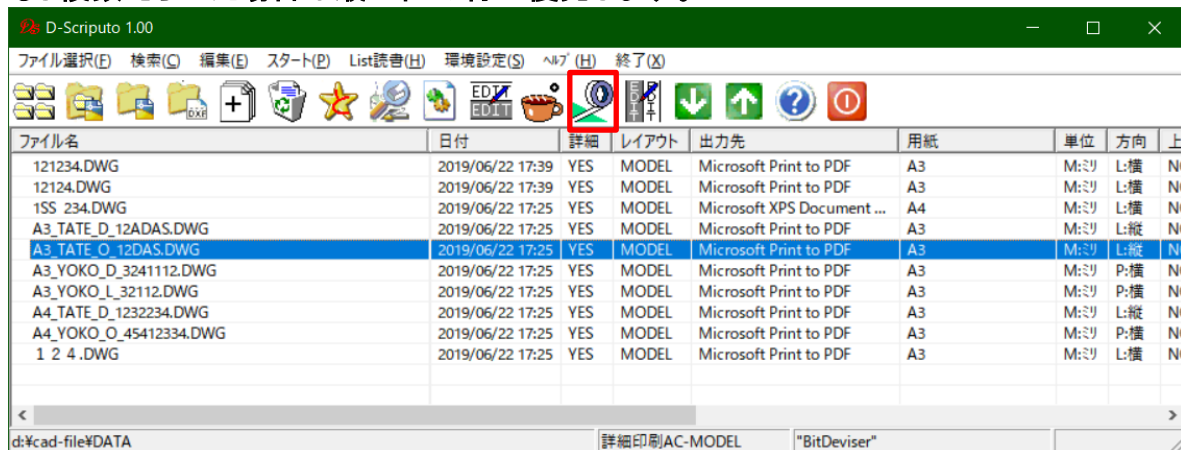 D-Scriputo 1.00
ファイル選択(F) 検索(C) 編集(E) スタート(P) List読書(H) 環境設定(S) ヘルプ(H) 終了(X)
DXF EDIT EDIT EDIT
ファイル名 日付 詳細 レイアウト 出力先 用紙 単位 方向 上
121234.DWG 2019/06/22 17:39 YES MODEL Microsoft Print to PDF A3 M:ミリ L:横
12124.DWG 2019/06/22 17:39 YES MODEL Microsoft Print to PDF A3 M:ミリ L:横
1SS 234.DWG 2019/06/22 17:25 YES MODEL Microsoft XPS Document ... A4 M:ミリ L:横
A3_TATE_D_12ADAS.DWG 2019/06/22 17:25 YES MODEL Microsoft Print to PDF A3 M:ミリ L:縦
A3_TATE_O_12DAS.DWG 2019/06/22 17:25 YES MODEL Microsoft Print to PDF A3 M:ミリ L:縦
A3_YOKO_D_3241112.DWG 2019/06/22 17:25 YES MODEL Microsoft Print to PDF A3 M:ミリ P:横
A3_YOKO_L_32112.DWG 2019/06/22 17:25 YES MODEL Microsoft Print to PDF A3 M:ミリ P:横
A4_TATE_D_1232234.DWG 2019/06/22 17:25 YES MODEL Microsoft Print to PDF A3 M:ミリ L:縦
A4_YOKO_O_45412334.DWG 2019/06/22 17:25 YES MODEL Microsoft Print to PDF A3 M:ミリ P:横
１２４.DWG 2019/06/22 17:25 YES MODEL Microsoft Print to PDF A3 M:ミリ L:横
d:¥cad-file¥DATA 詳細印刷AC-MODEL "BitDeviser"